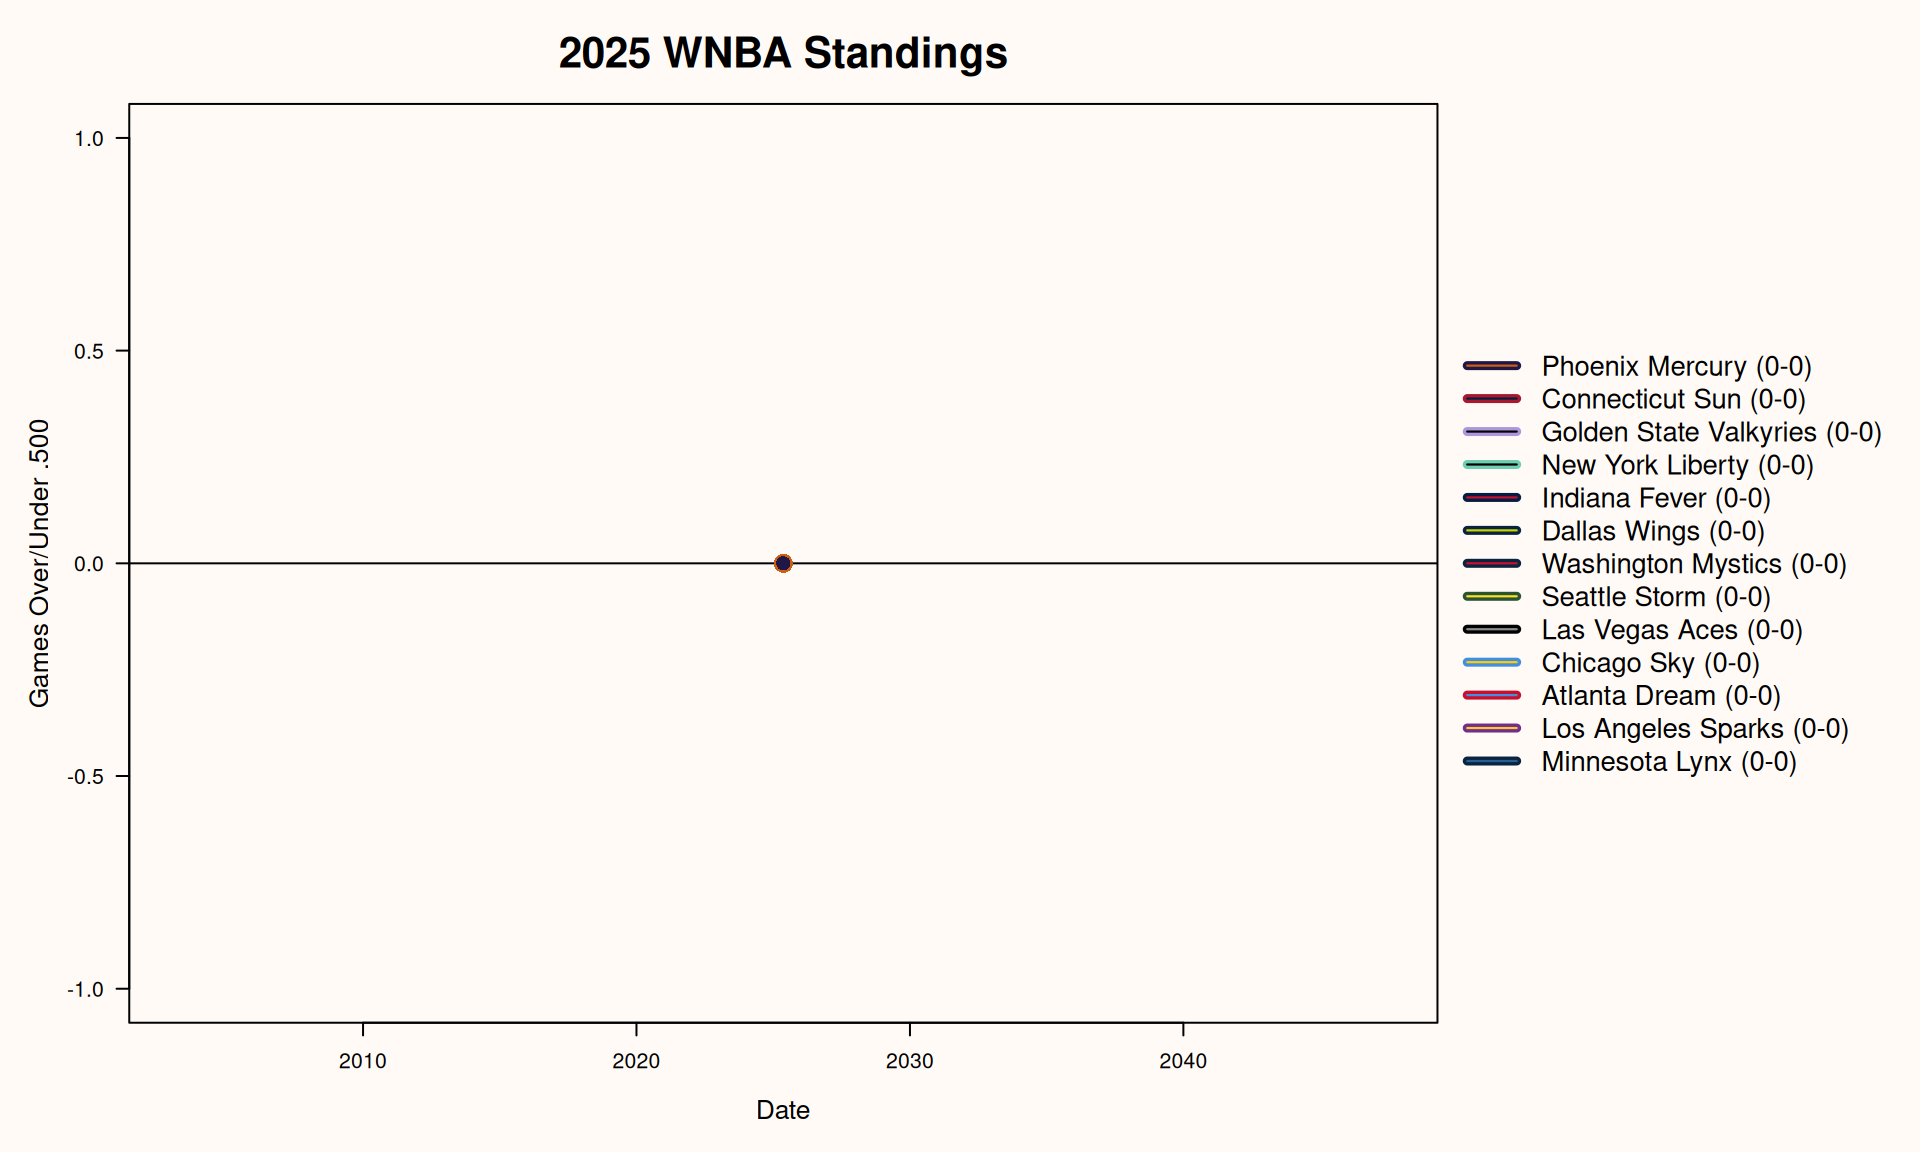 2025 WNBA Standings
Games Over/Under .500
1.0
0.5
0.0
-0.5
-1.0
2010
2020
2030
2040
Date
Phoenix Mercury (0-0)
Connecticut Sun (0-0)
Golden State Valkyries (0-0)
New York Liberty (0-0)
Indiana Fever (0-0)
Dallas Wings (0-0)
Washington Mystics (0-0)
Seattle Storm (0-0)
Las Vegas Aces (0-0)
Chicago Sky (0-0)
Atlanta Dream (0-0)
Los Angeles Sparks (0-0)
Minnesota Lynx (0-0)